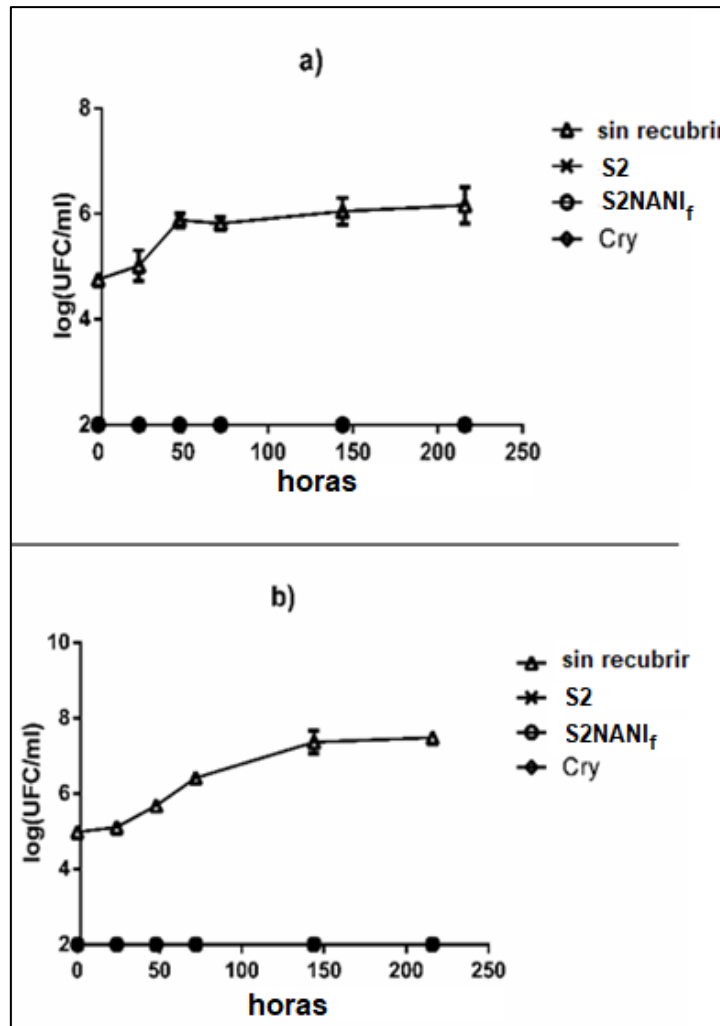 a)
8
6
4
2
log(UFC/ml)
0 50 100 150 200 250
horas
sin recubrir
S2
S2NANIf
Cry
b)
10
8
6
4
2
log(UFC/ml)
0 50 100 150 200 250
horas
sin recubrir
S2
S2NANIf
Cry